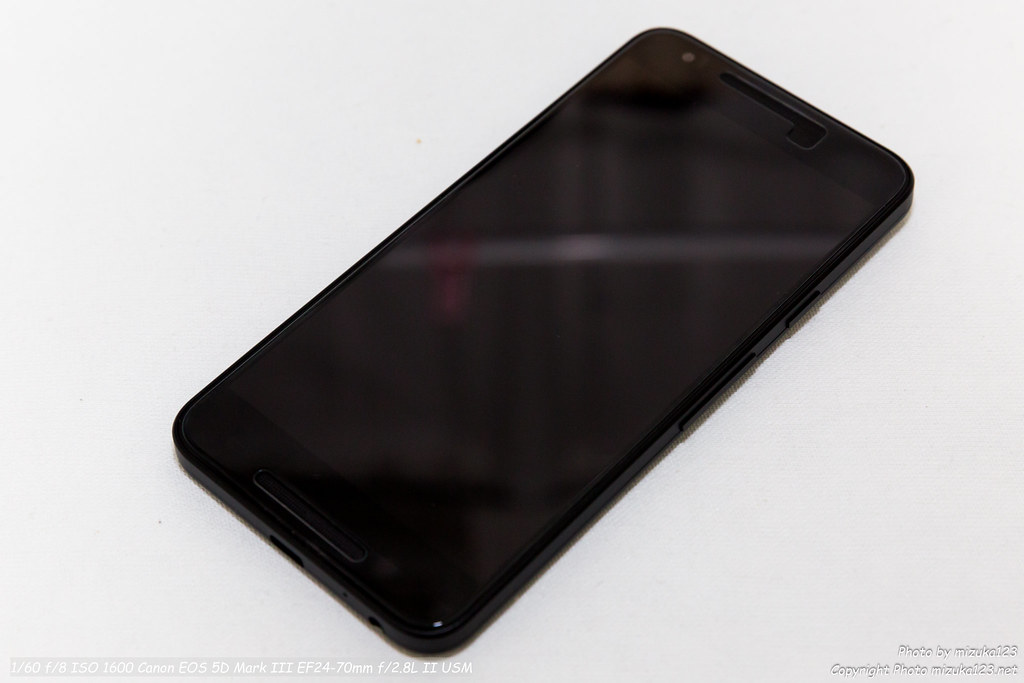 1/60 f/8 ISO 1600 Canon EOS 5D Mark III EF24-70mm f/2.8L II USM
Photo by mizuka123
Copyright Photo mizuka123.net